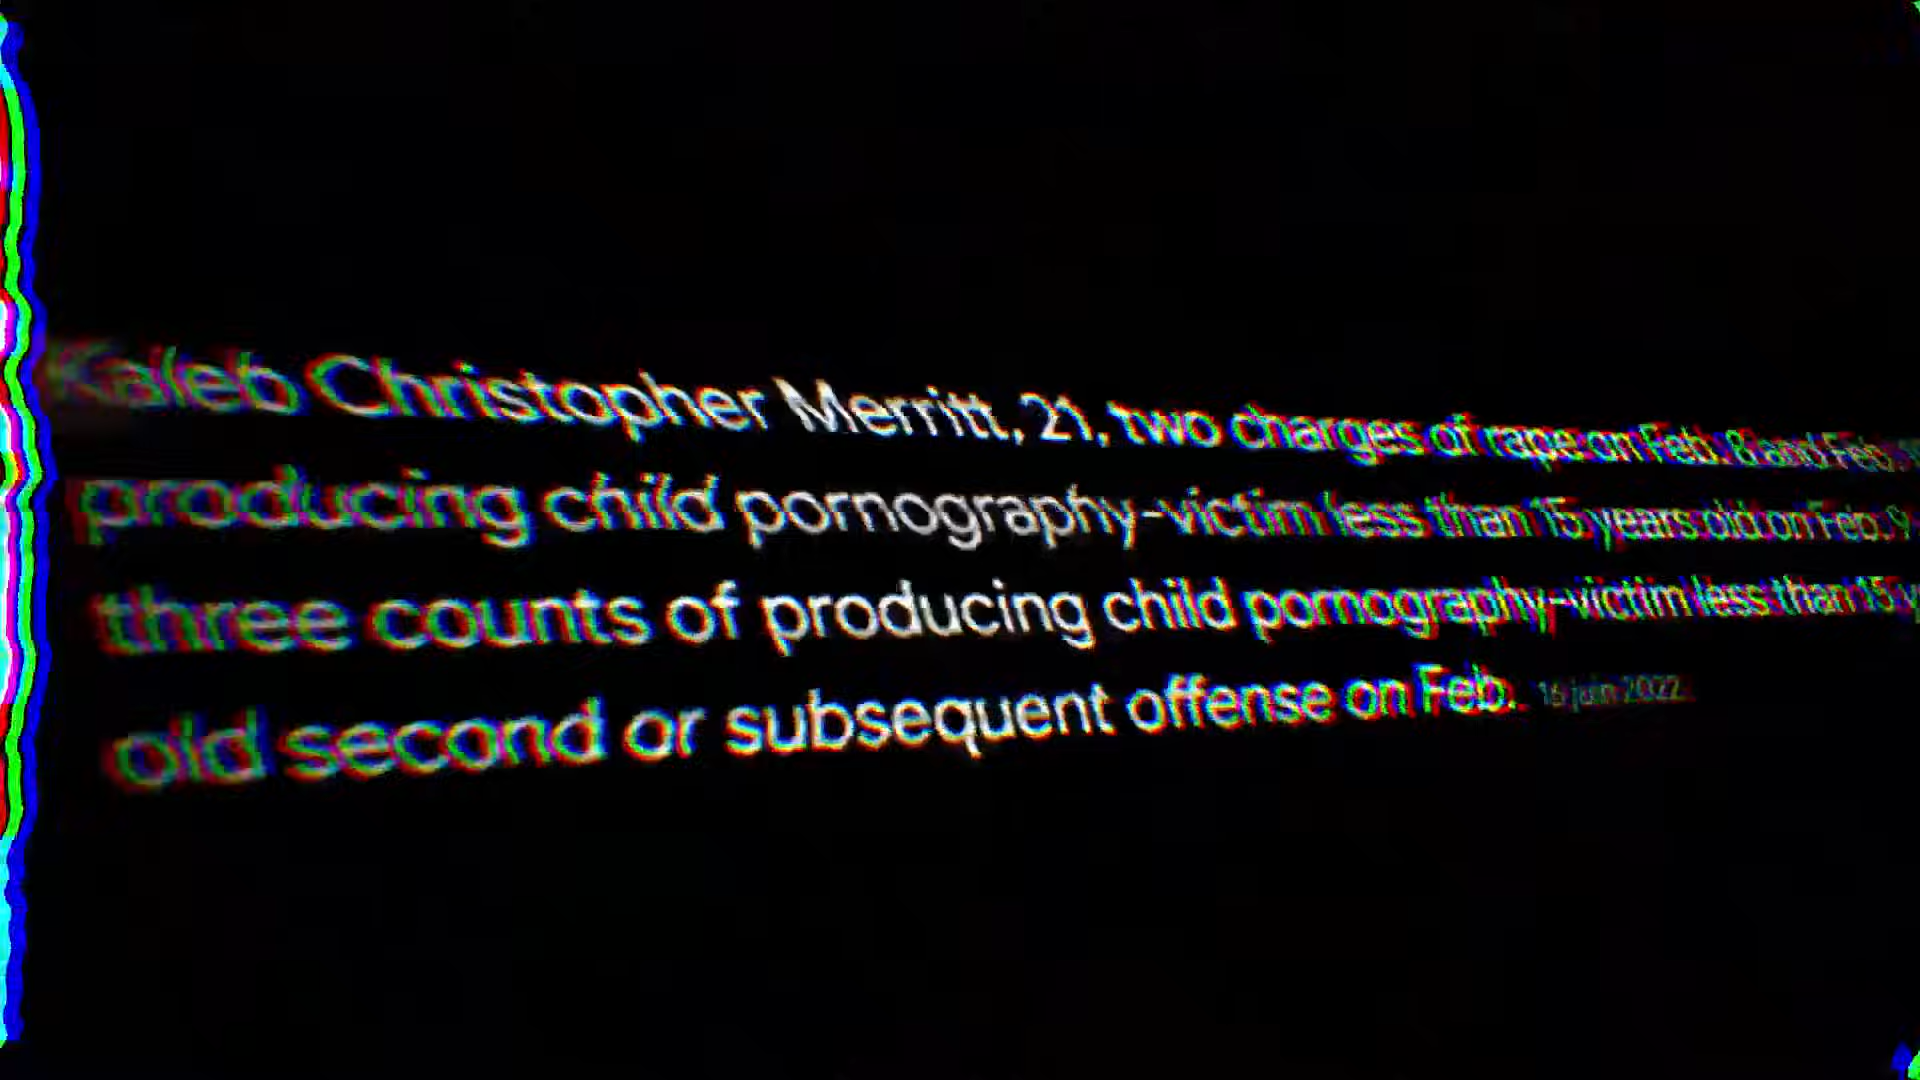 Kaleb Christopher Merritt, 21, two charges of rape on Feb. 8 and Feb.
producing child pornography-victim less than 15 years old on Feb. 9
three counts of producing child pornography-victim less than 15 y
old second or subsequent offense on Feb. 16 juin 2022